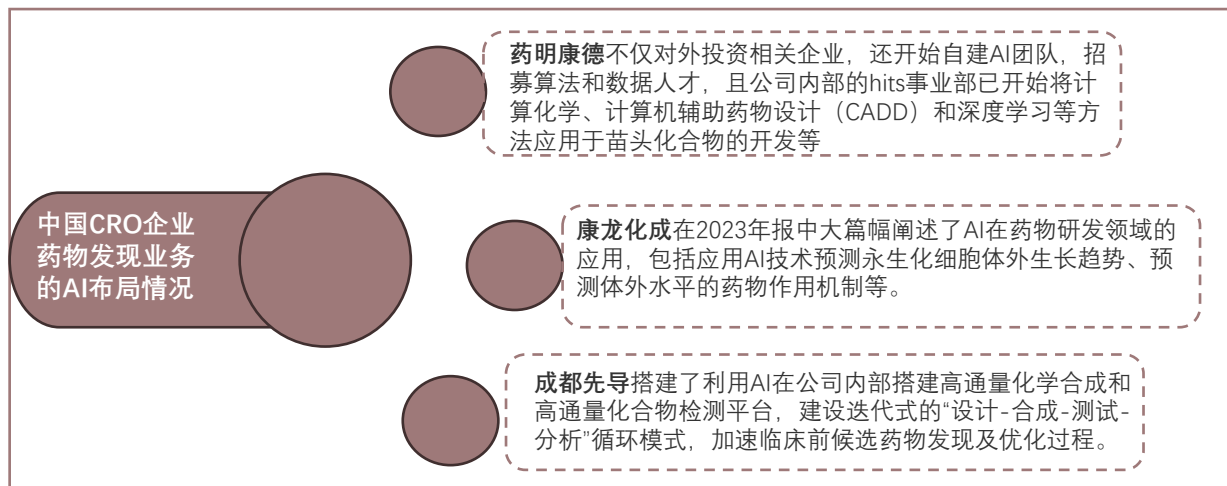 中国CRO企业
药物发现业务
的AI布局情况
药明康德不仅对外投资相关企业，还开始自建AI团队，招
募算法和数据人才，且公司内部的hits事业部已开始将计
算化学、计算机辅助药物设计（CADD）和深度学习等方
法应用于苗头化合物的开发等
康龙化成在2023年报中大篇幅阐述了AI在药物研发领域的
应用，包括应用AI技术预测永生化细胞体外生长趋势、预
测体外水平的药物作用机制等。
成都先导搭建了利用AI在公司内部搭建高通量化学合成和
高通量化合物检测平台，建设迭代式的“设计-合成-测试-
分析”循环模式，加速临床前候选药物发现及优化过程。